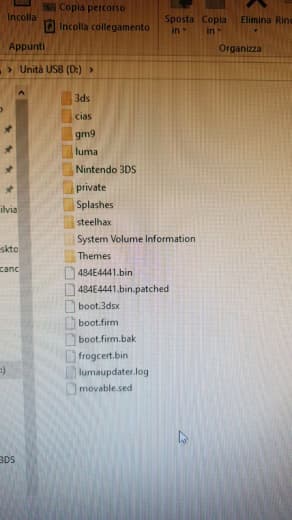 Copia percorso
Incolla
Incolla collegamento
Sposta
in
Copia
in
Elimina
Appunti
Organizza
Unità USB (D:)
3ds
cias
gm9
luma
Nintendo 3DS
private
Splashes
steelhax
System Volume Information
Themes
484E4441.bin
484E4441.bin.patched
boot.3dsx
boot.firm
boot.firm.bak
frogcert.bin
lumaupdater.log
movable.sed
ilvia
skto
canc
:)
3DS